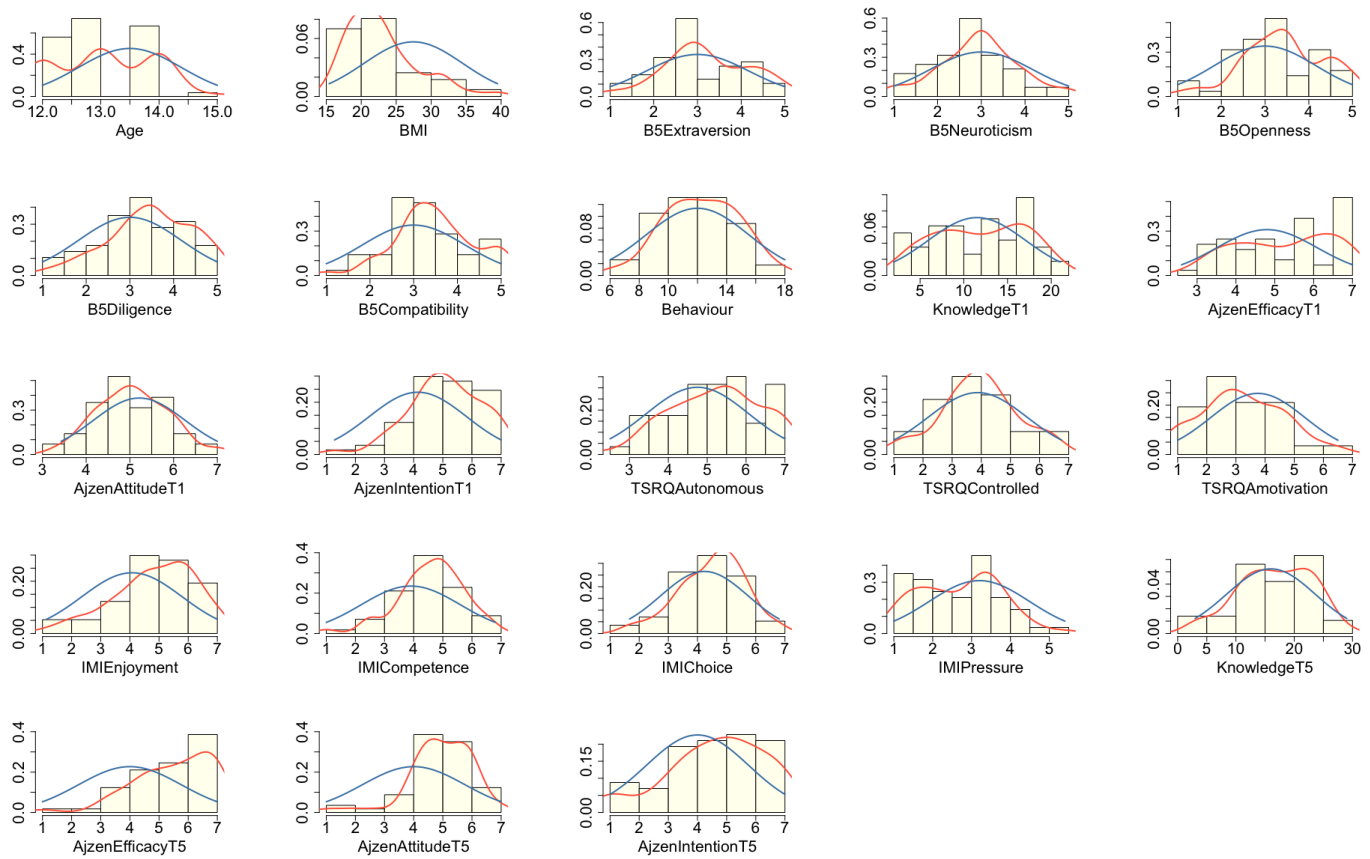 0.0 0.4
12.0 13.0 14.0 15.0
Age
0.00 0.06
15 20 25 30 35 40
BMI
0.0 0.3 0.6
1 2 3 4 5
B5Extraversion
0.0 0.3 0.6
1 2 3 4 5
B5Neuroticism
0.0 0.3
1 2 3 4 5
B5Openness
0.0 0.3
1 2 3 4 5
B5Diligence
0.0 0.3
1 2 3 4 5
B5Compatibility
0.00 0.08
6 8 10 14 18
Behaviour
0.00 0.06
5 10 15 20
KnowledgeT1
0.0 0.3
3 4 5 6 7
AjzenEfficacyT1
0.0 0.3
3 4 5 6 7
AjzenAttitudeT1
0.00 0.20
1 2 3 4 5 6 7
AjzenIntentionT1
0.00 0.20
3 4 5 6 7
TSRQAutonomous
0.00 0.20
1 2 3 4 5 6 7
TSRQControlled
0.00 0.20
1 2 3 4 5 6 7
TSRQAmotivation
0.00 0.20
1 2 3 4 5 6 7
IMIEnjoyment
0.0 0.2 0.4
1 2 3 4 5 6 7
IMICompetence
0.00 0.20
1 2 3 4 5 6 7
IMIChoice
0.0 0.3
1 2 3 4 5
IMIPressure
0.00 0.04
0 5 10 20 30
KnowledgeT5
0.0 0.2 0.4
1 2 3 4 5 6 7
AjzenEfficacyT5
0.0 0.2 0.4
1 2 3 4 5 6 7
AjzenAttitudeT5
0.00 0.15
1 2 3 4 5 6 7
AjzenIntentionT5